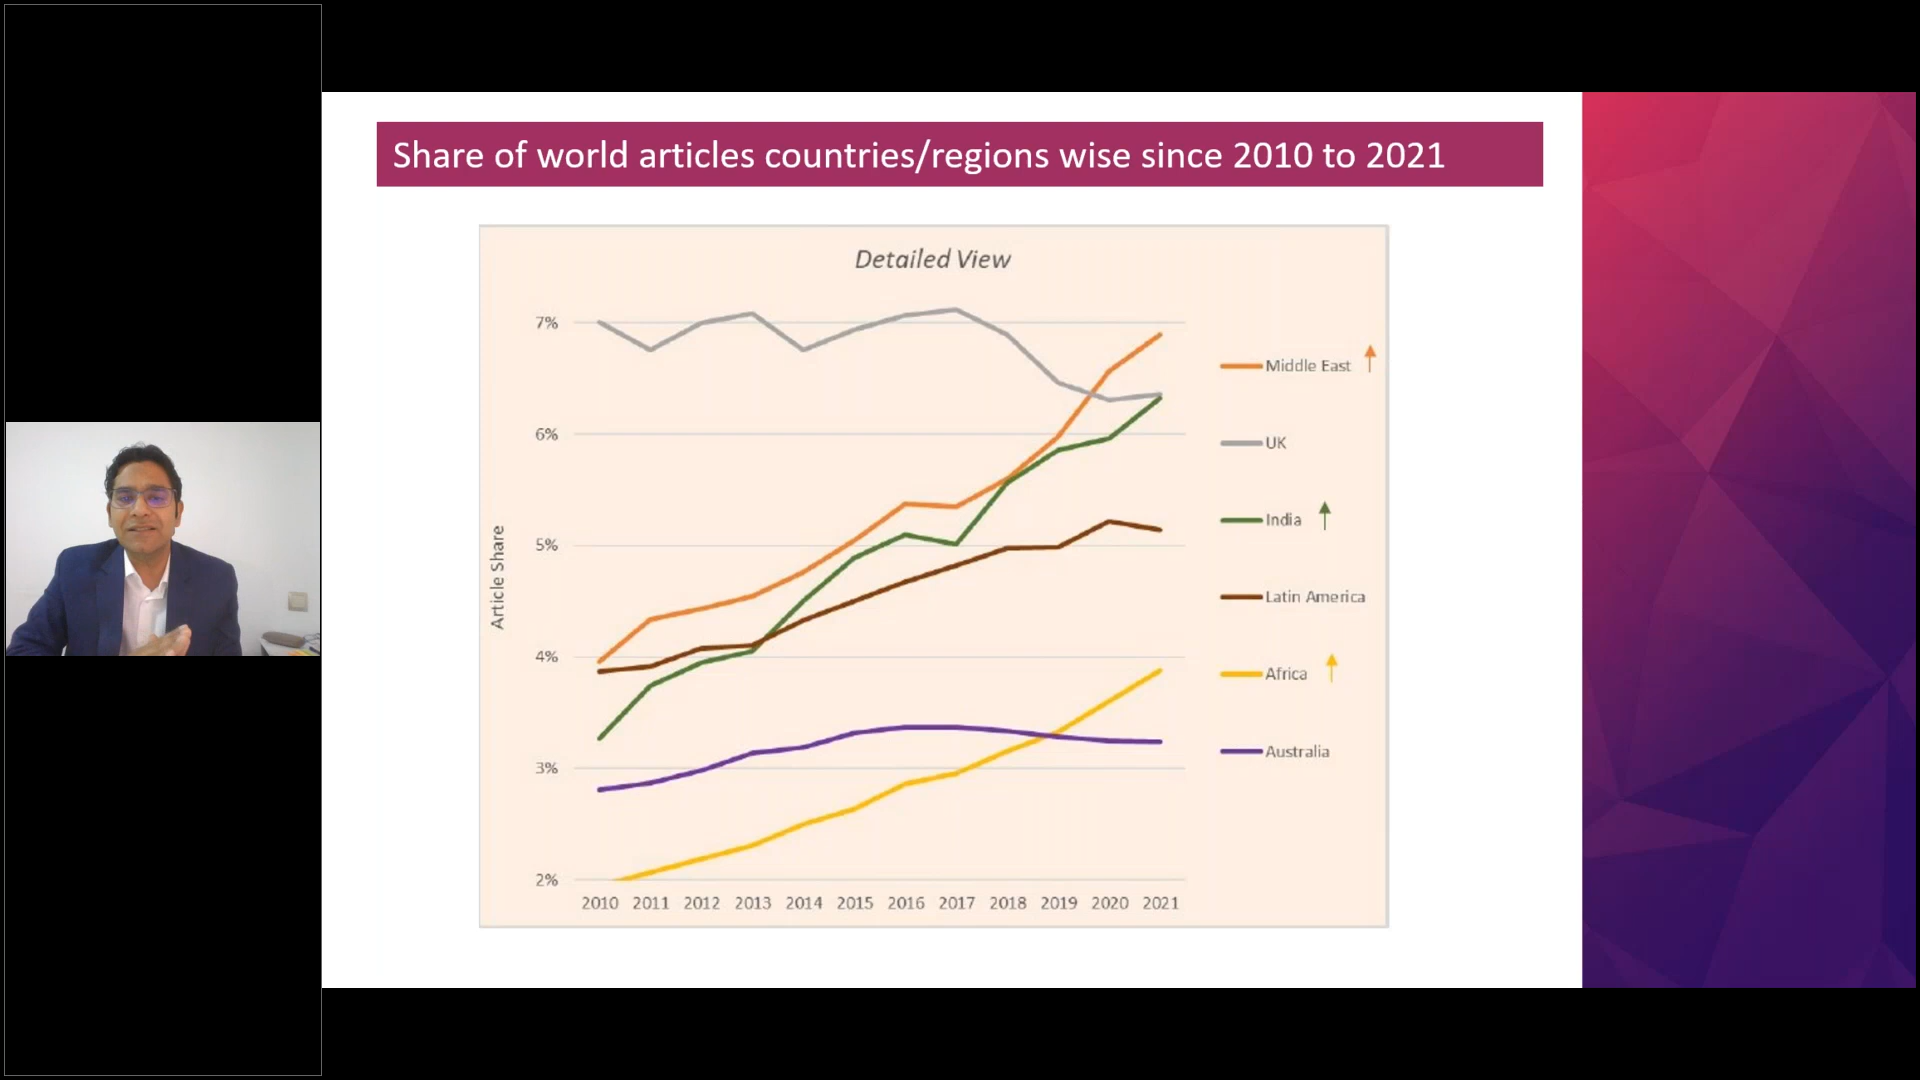 Share of world articles countries/regions wise since 2010 to 2021
Detailed View
Article Share
7%
6%
5%
4%
3%
2%
2010 2011 2012 2013 2014 2015 2016 2017 2018 2019 2020 2021
Middle East
UK
India
Latin America
Africa
Australia